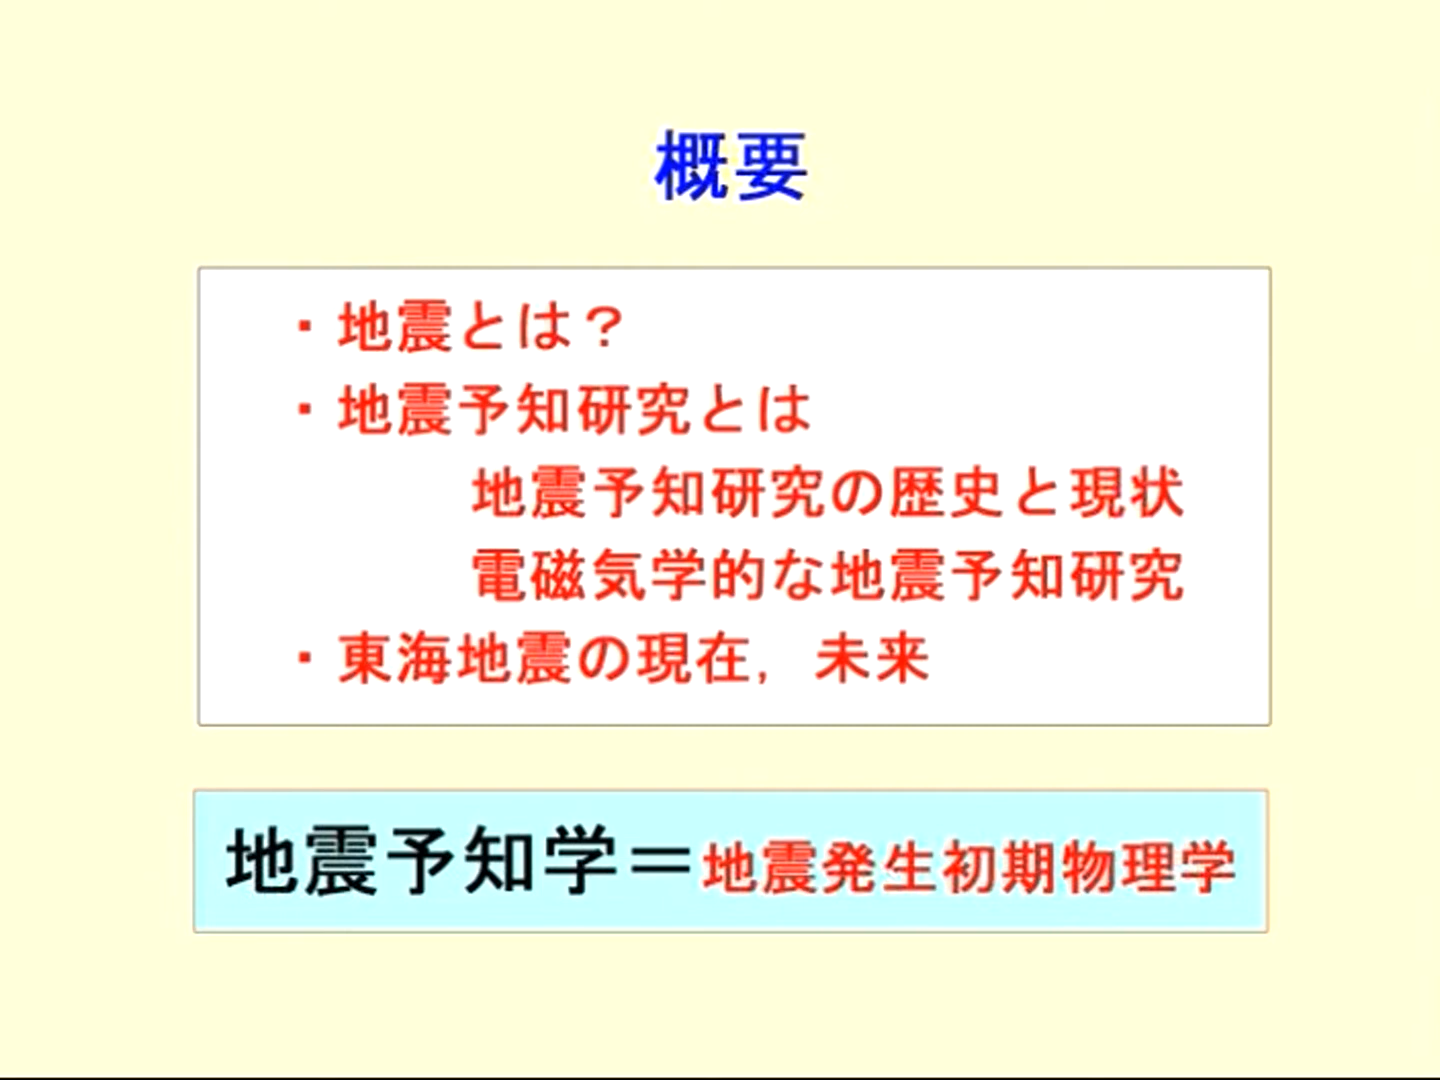 概要
・地震とは？
・地震予知研究とは
地震予知研究の歴史と現状
電磁気学的な地震予知研究
・東海地震の現在，未来
地震予知学＝地震発生初期物理学